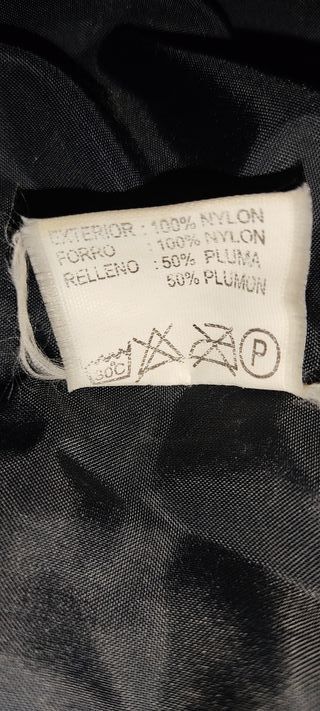 EXTERIOR : 100% NYLON
FORRO : 100% NYLON
RELLENO : 50% PLUMA
50% PLUMON
30C P